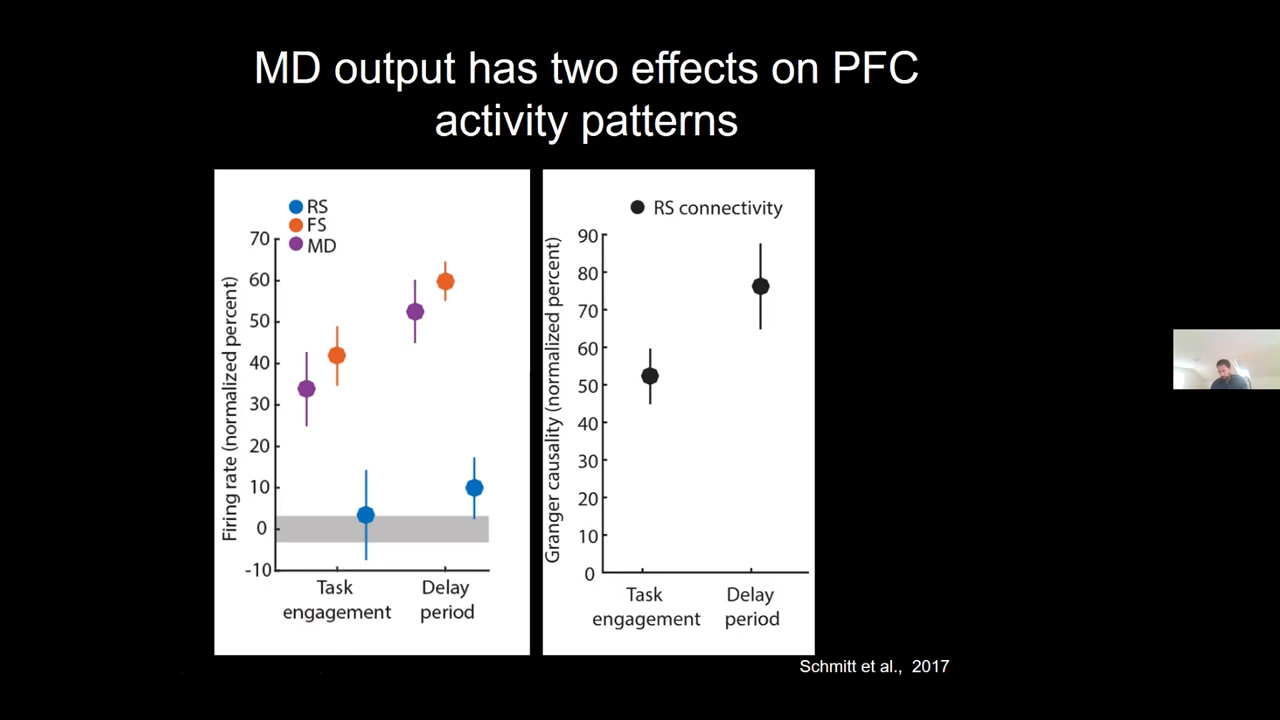 MD output has two effects on PFC
activity patterns
RS
FS
MD
70
60
50
40
30
20
10
0
-10
Firing rate (normalized percent)
Task
engagement
Delay
period
RS connectivity
90
80
70
60
50
40
30
20
10
0
Granger causality (normalized percent)
Task
engagement
Delay
period
Schmitt et al., 2017